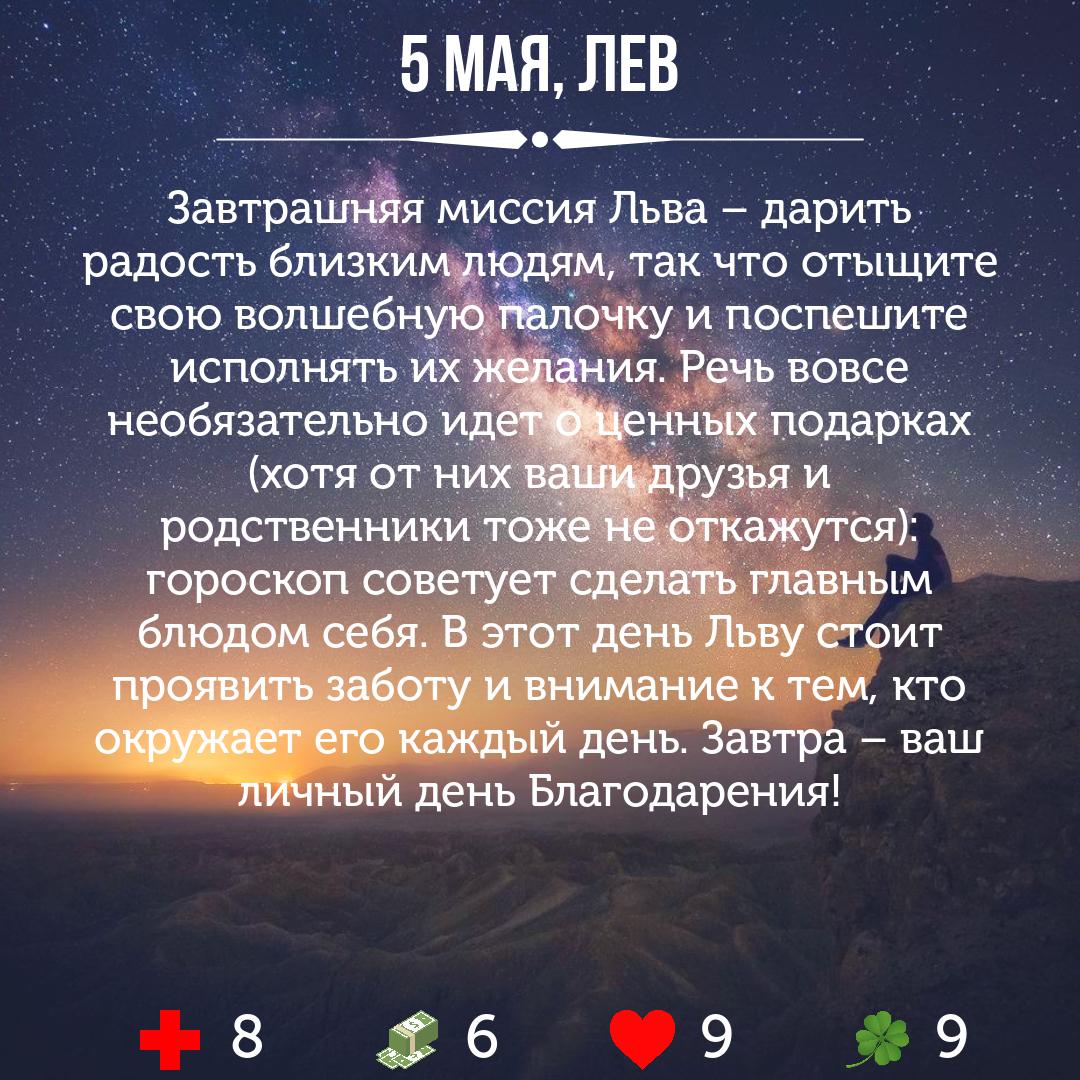 5 МАЯ, ЛЕВ
Завтрашняя миссия Льва – дарить
радость близким людям, так что отыщите
свою волшебную палочку и поспешите
исполнять их желания. Речь вовсе
необязательно идет о ценных подарках
(хотя от них ваши друзья и
родственники тоже не откажутся):
гороскоп советует сделать главным
блюдом себя. В этот день Льву стоит
проявить заботу и внимание к тем, кто
окружает его каждый день. Завтра – ваш
личный день Благодарения!
8 6 9 9